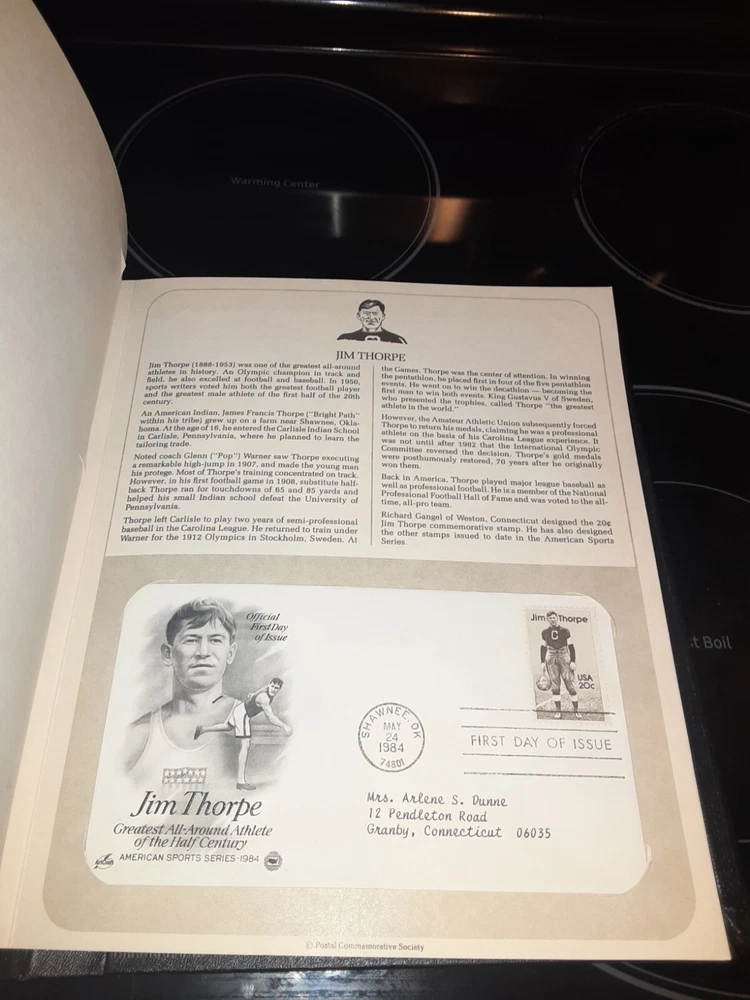 Warming Center
JIM THORPE
Jim Thorpe (1888-1953) was one of the greatest all-around
athletes in history. An Olympic champion in track and
field, he also excelled at football and baseball. In 1950,
sports writers voted him both the greatest football player
and the greatest male athlete of the first half of the 20th
century.
An American Indian, James Francis Thorpe ("Bright Path"
within his tribe) grew up on a farm near Shawnee, Okla-
homa. At the age of 16, he entered the Carlisle Indian School
in Carlisle, Pennsylvania, where he planned to learn the
tailoring trade.
Noted coach Glenn ("Pop") Warner saw Thorpe executing
a remarkable high-jump in 1907, and made the young man
his protege. Most of Thorpe's training concentrated on track.
However, in his first football game in 1908, substitute half-
back Thorpe ran for touchdowns of 65 and 85 yards and
helped his small Indian school defeat the University of
Pennsylvania.
Thorpe left Carlisle to play two years of semi-professional
baseball in the Carolina League. He returned to train under
Warner for the 1912 Olympics in Stockholm, Sweden. At
the Games, Thorpe was the center of attention. In winning
the pentathlon, he placed first in four of the five pentathlon
events. He went on to win the decathlon — becoming the
first man to win both events. King Gustavus V of Sweden,
who presented the trophies, called Thorpe "the greatest
athlete in the world."
However, the Amateur Athletic Union subsequently forced
Thorpe to return his medals, claiming he was a professional
athlete on the basis of his Carolina League experience. It
was not until after 1982 that the International Olympic
Committee reversed the decision. Thorpe's gold medals
were posthumously restored, 70 years after he originally
won them.
Back in America, Thorpe played major league baseball as
well as professional football. He is a member of the National
Professional Football Hall of Fame and was voted to the all-
time, all-pro team.
Richard Gangel of Weston, Connecticut designed the 20¢
Jim Thorpe commemorative stamp. He has also designed
the other stamps issued to date in the American Sports
Series.
Official
First Day
of Issue
Jim Thorpe
C
USA
20c
SHAWNEE, OK
MAY
24
1984
74801
FIRST DAY OF ISSUE
Jim Thorpe
Greatest All-Around Athlete
of the Half Century
ArtCraft
AMERICAN SPORTS SERIES-1984
Mrs. Arlene S. Dunne
12 Pendleton Road
Granby, Connecticut 06035
© Postal Commemorative Society
t Boil